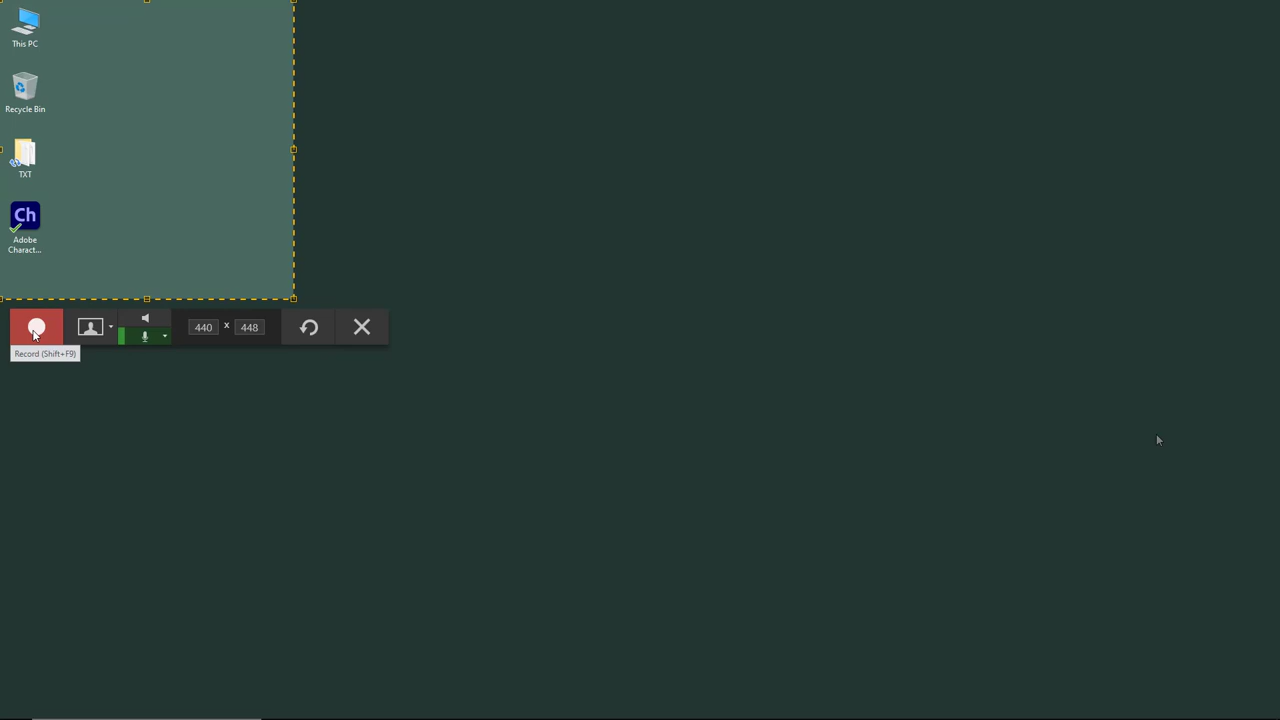 This PC
Recycle Bin
TXT
Ch
Adobe
Charact...
440 x 448
Record (Shift+F9)